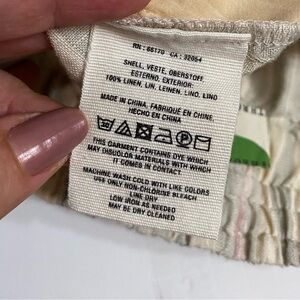 RN : 66170 CA : 32054
SHELL, VESTE, OBERSTOFF
ESTERNO, EXTERIOR:
100% LINEN, LIN, LEINEN, LINO, LINO
MADE IN CHINA, FABRIQUÉ EN CHINE,
HECHO EN CHINA
THIS GARMENT CONTAINS DYE WHICH
MAY DISCOLOR MATERIALS WITH WHICH
IT COMES IN CONTACT
MACHINE WASH COLD WITH LIKE COLORS
USE ONLY NON-CHLORINE BLEACH
LINE DRY
LOW IRON AS NEEDED
MAY BE DRY CLEANED